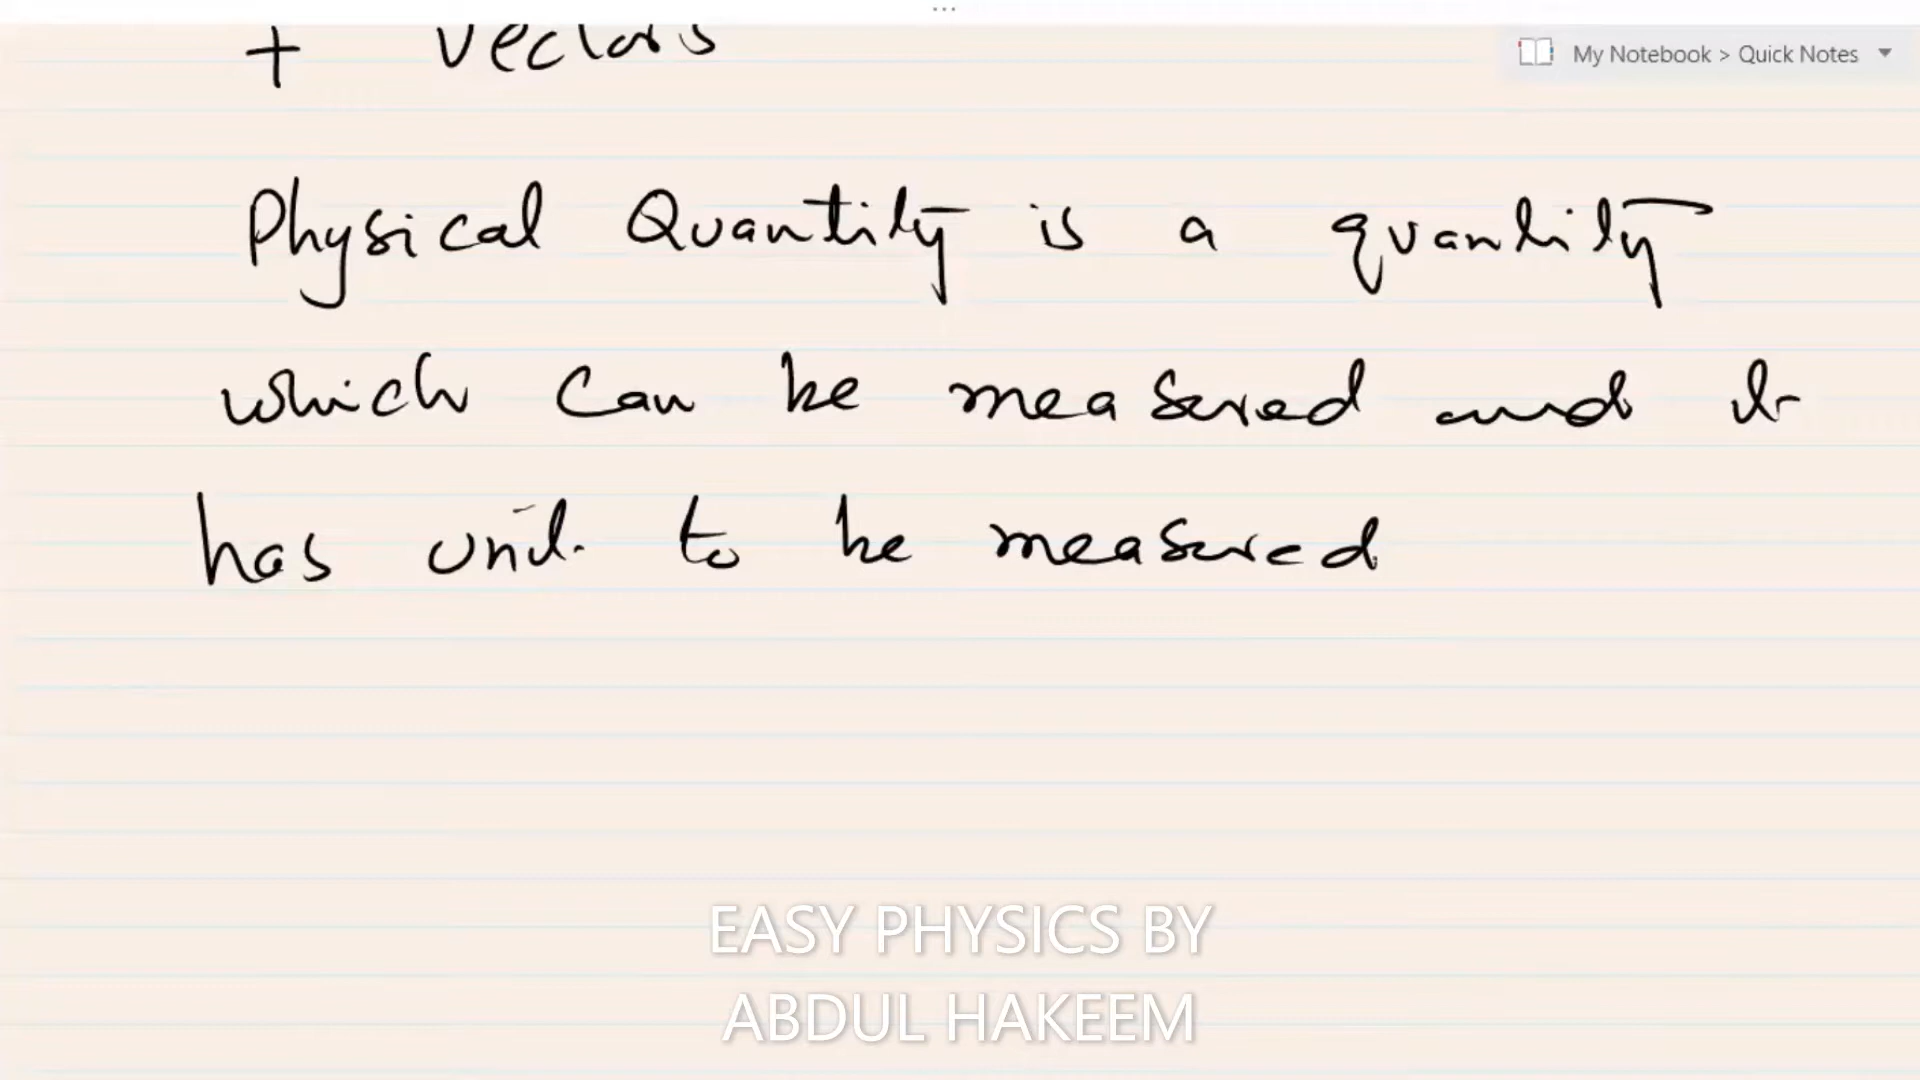 ...
My Notebook > Quick Notes
+ vectors
Physical Quantity is a quantity
which can be measured and it
has unit to be measured
EASY PHYSICS BY
ABDUL HAKEEM